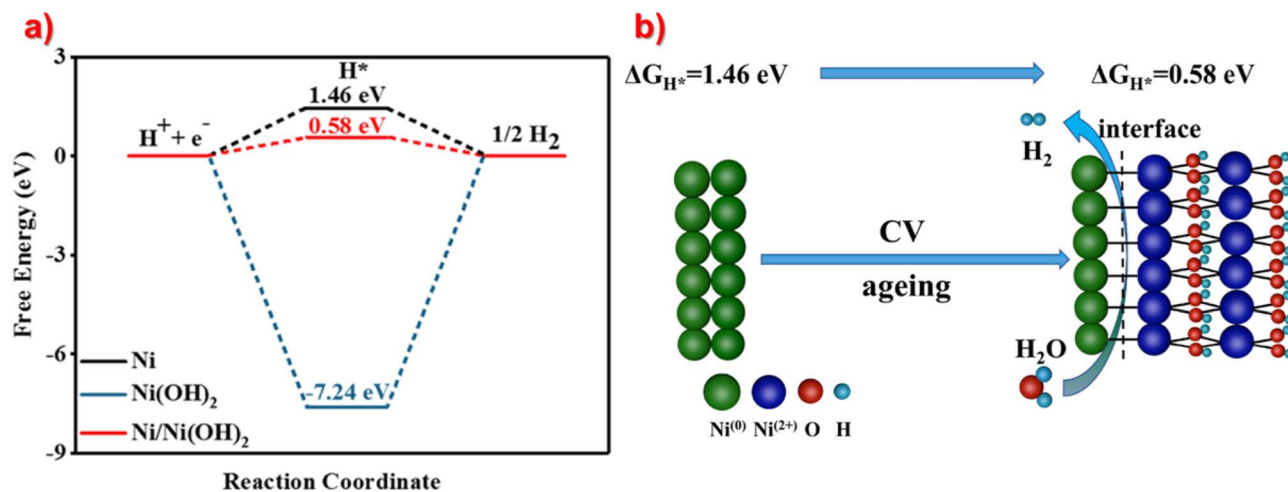 a)
3
0
-3
-6
-9
Free Energy (eV)
Reaction Coordinate
H⁺ + e⁻
H*
1.46 eV
0.58 eV
1/2 H₂
-7.24 eV
Ni
Ni(OH)₂
Ni/Ni(OH)₂
b)
ΔG_H*=1.46 eV
ΔG_H*=0.58 eV
interface
H₂
CV
ageing
H₂O
Ni⁽⁰⁾ Ni⁽²⁺⁾ O H